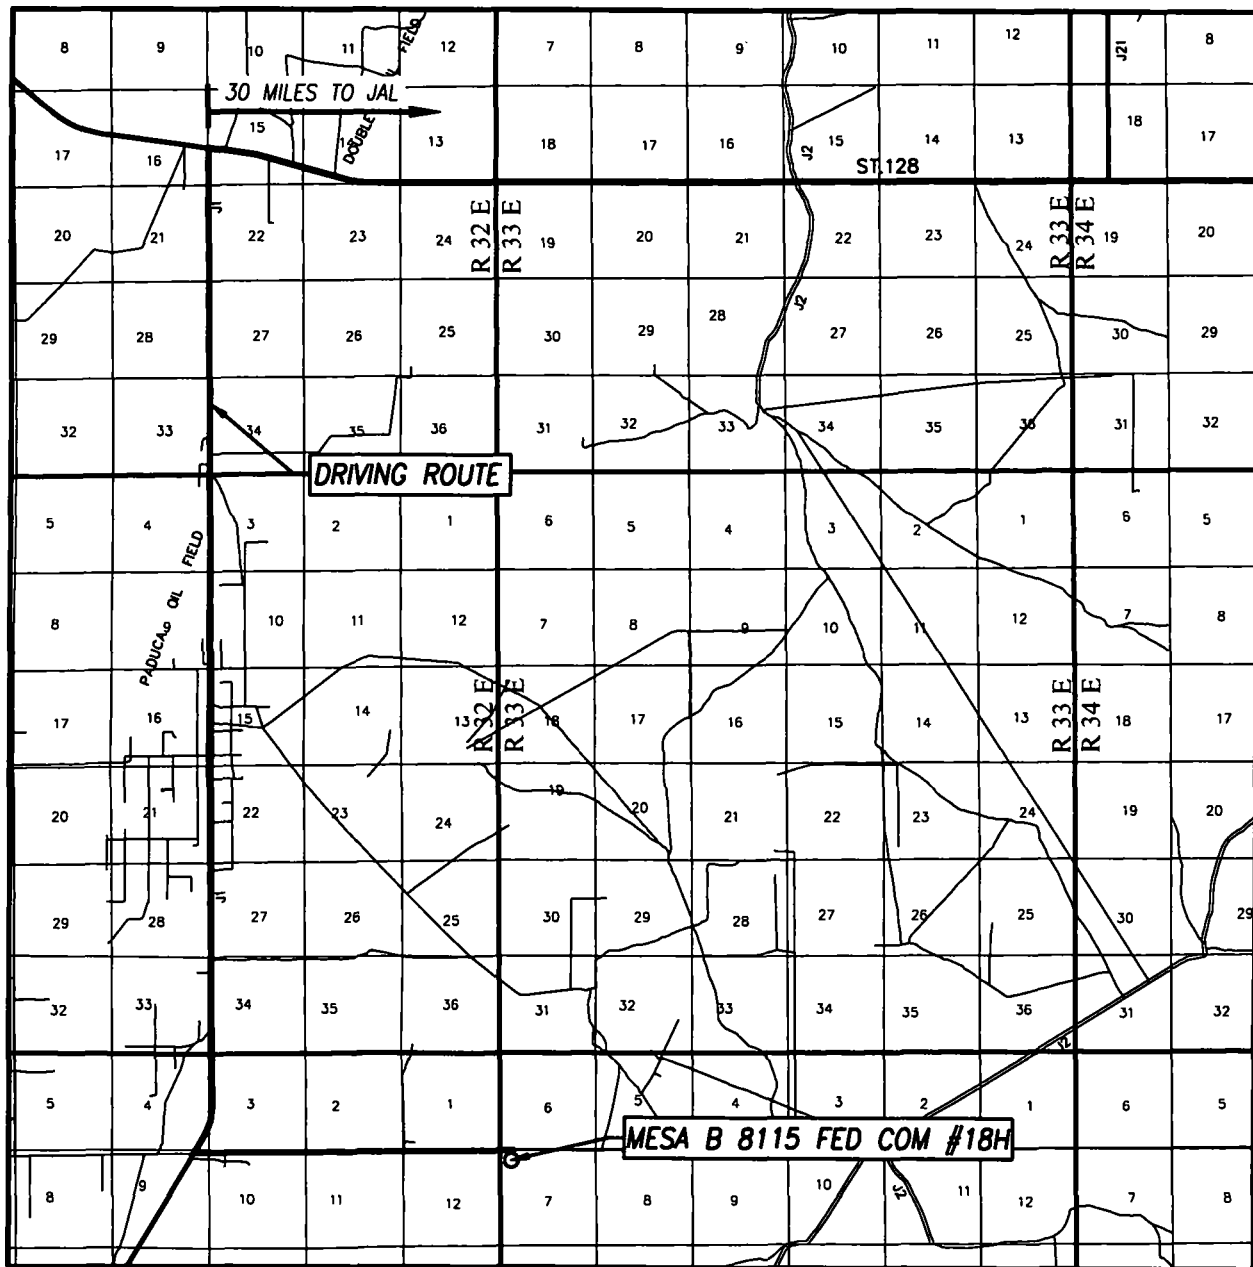 8 9 10 11 12 7 8 9 10 11 12 8
FIELD
J21
30 MILES TO JAL
DOUBLE
17 16 15 13 18 17 16 15 14 13 18 17
J2
ST.128
20 21 22 23 24 19 20 21 22 23 24 19 20
R 32 E
R 33 E
R 33 E
R 34 E
J1
J2
29 28 27 26 25 30 29 28 27 26 25 30 29
32 33 34 35 36 31 32 33 34 35 36 31 32
DRIVING ROUTE
5 4 3 2 1 6 5 4 3 2 1 6 5
PADUCA OIL FIELD
8 10 11 12 7 8 9 10 11 12 7 8
R 32 E
R 33 E
R 33 E
R 34 E
17 16 15 14 13 18 17 16 15 14 13 18 17
20 21 22 23 24 19 20 21 22 23 24 19 20
J1
29 28 27 26 25 30 29 28 27 26 25 30 29
32 33 34 35 36 31 32 33 34 35 36 31 32
J2
5 4 3 2 1 6 5 4 3 2 1 6 5
MESA B 8115 FED COM #18H
8 9 10 11 12 7 8 9 10 11 12 7 8
J2